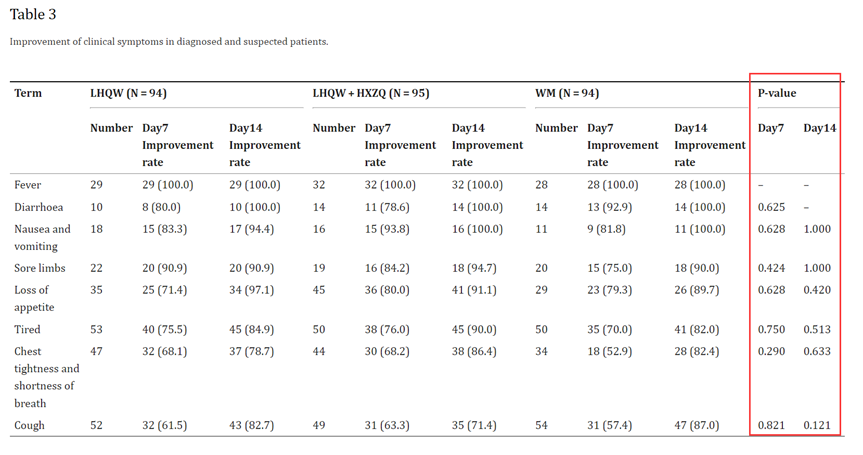 Table 3
Improvement of clinical symptoms in diagnosed and suspected patients.
Term LHQW (N = 94) LHQW + HXZQ (N = 95) WM (N = 94) P-value
Number Day7 Improvement rate Day14 Improvement rate Number Day7 Improvement rate Day14 Improvement rate Number Day7 Improvement rate Day14 Improvement rate Day7 Day14
Fever 29 29 (100.0) 29 (100.0) 32 32 (100.0) 32 (100.0) 28 28 (100.0) 28 (100.0) – –
Diarrhoea 10 8 (80.0) 10 (100.0) 14 11 (78.6) 14 (100.0) 14 13 (92.9) 14 (100.0) 0.625 –
Nausea and vomiting 18 15 (83.3) 17 (94.4) 16 15 (93.8) 16 (100.0) 11 9 (81.8) 11 (100.0) 0.628 1.000
Sore limbs 22 20 (90.9) 20 (90.9) 19 16 (84.2) 18 (94.7) 20 15 (75.0) 18 (90.0) 0.424 1.000
Loss of appetite 35 25 (71.4) 34 (97.1) 45 36 (80.0) 41 (91.1) 29 23 (79.3) 26 (89.7) 0.628 0.420
Tired 53 40 (75.5) 45 (84.9) 50 38 (76.0) 45 (90.0) 50 35 (70.0) 41 (82.0) 0.750 0.513
Chest tightness and shortness of breath 47 32 (68.1) 37 (78.7) 44 30 (68.2) 38 (86.4) 34 18 (52.9) 28 (82.4) 0.290 0.633
Cough 52 32 (61.5) 43 (82.7) 49 31 (63.3) 35 (71.4) 54 31 (57.4) 47 (87.0) 0.821 0.121